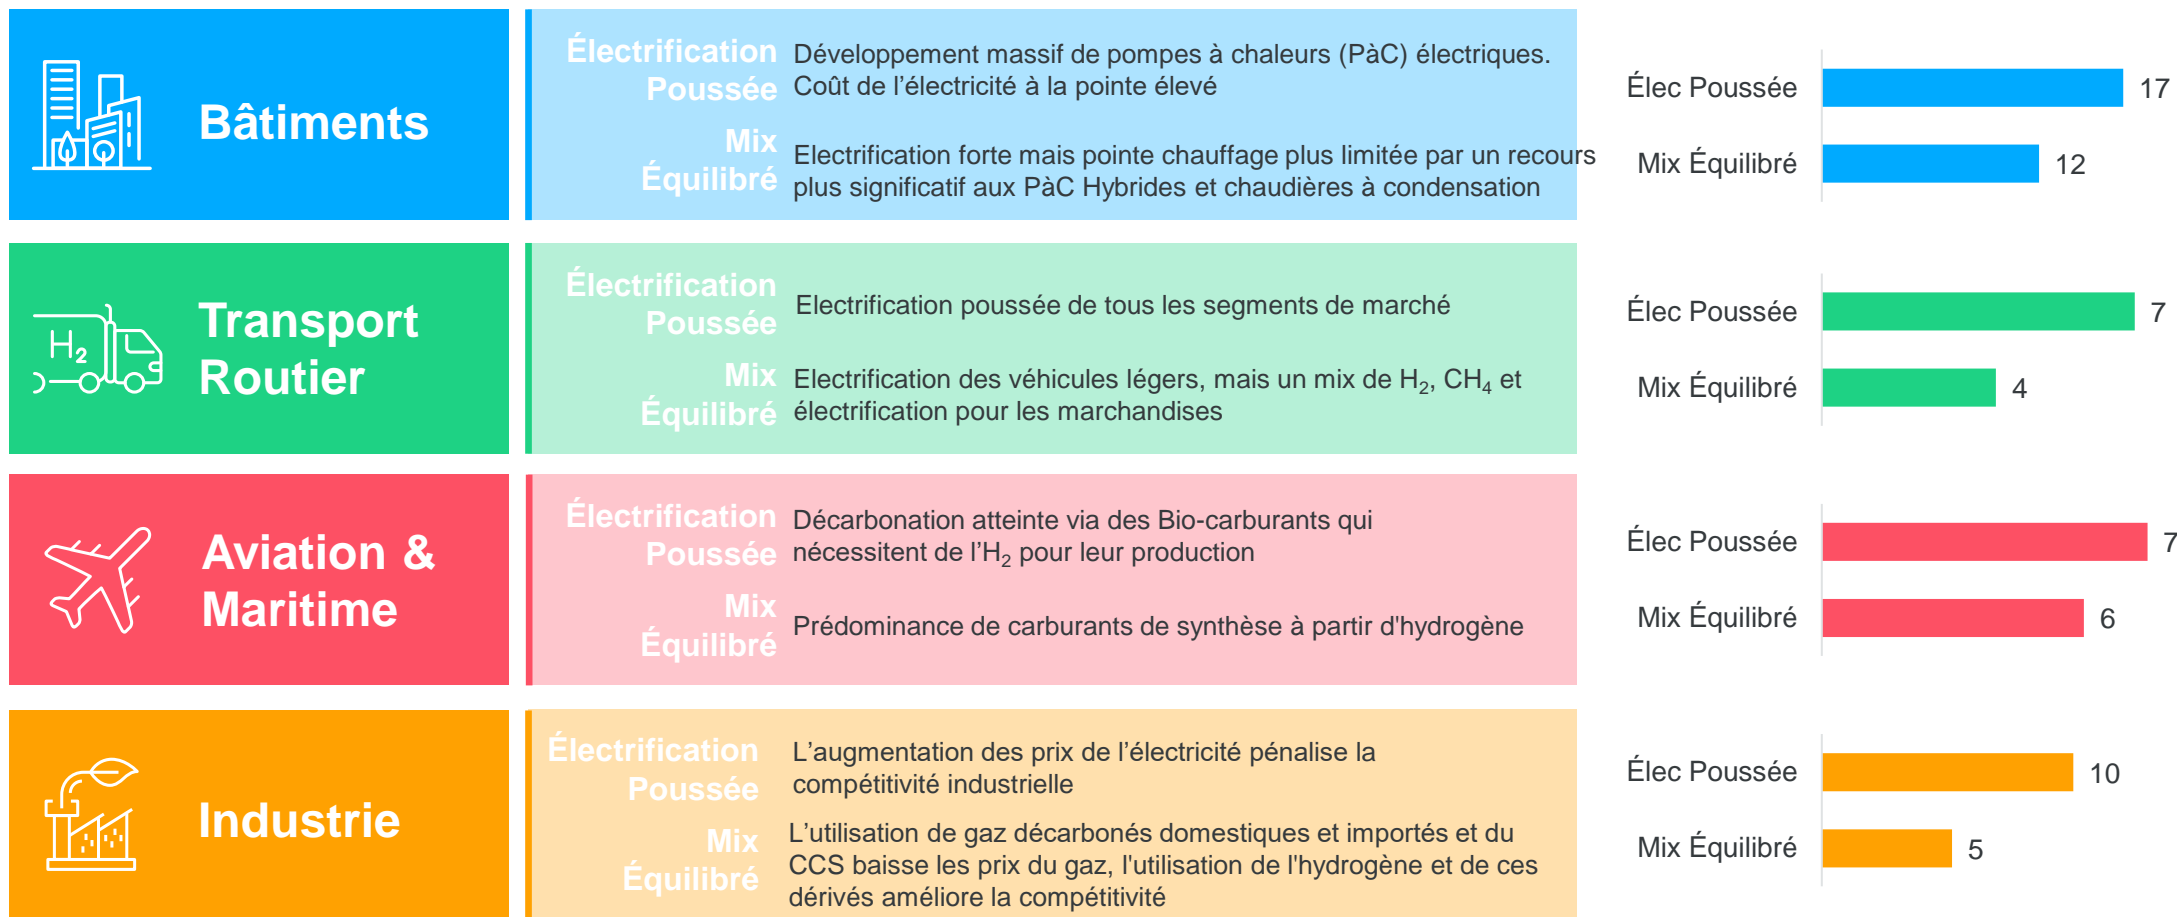 Bâtiments
Électrification
Poussée
Développement massif de pompes à chaleurs (PàC) électriques.
Coût de l’électricité à la pointe élevé
Mix
Équilibré
Electrification forte mais pointe chauffage plus limitée par un recours
plus significatif aux PàC Hybrides et chaudières à condensation
Élec Poussée
17
Mix Équilibré
12
H2
Transport
Routier
Électrification
Poussée
Electrification poussée de tous les segments de marché
Mix
Équilibré
Electrification des véhicules légers, mais un mix de H2, CH4 et
électrification pour les marchandises
Élec Poussée
7
Mix Équilibré
4
Aviation &
Maritime
Électrification
Poussée
Décarbonation atteinte via des Bio-carburants qui
nécessitent de l’H2 pour leur production
Mix
Équilibré
Prédominance de carburants de synthèse à partir d'hydrogène
Élec Poussée
7
Mix Équilibré
6
Industrie
Électrification
Poussée
L’augmentation des prix de l’électricité pénalise la
compétitivité industrielle
Mix
Équilibré
L’utilisation de gaz décarbonés domestiques et importés et du
CCS baisse les prix du gaz, l'utilisation de l'hydrogène et de ces
dérivés améliore la compétitivité
Élec Poussée
10
Mix Équilibré
5